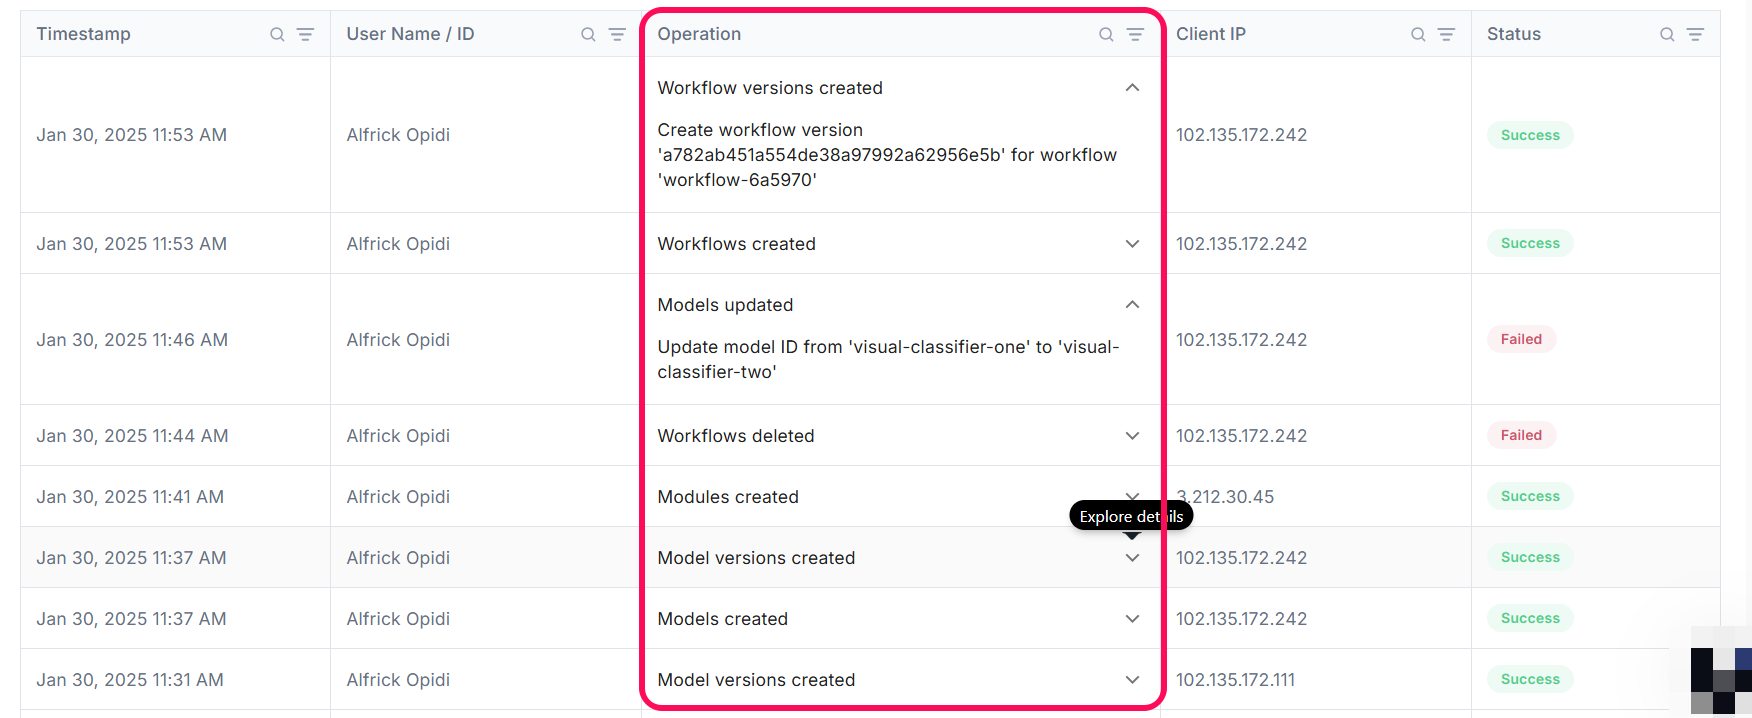 Timestamp User Name / ID Operation Client IP Status
Workflow versions created
Jan 30, 2025 11:53 AM Alfrick Opidi Create workflow version 102.135.172.242 Success
'a782ab451a554de38a97992a62956e5b' for workflow
'workflow-6a5970'
Jan 30, 2025 11:53 AM Alfrick Opidi Workflows created 102.135.172.242 Success
Models updated
Jan 30, 2025 11:46 AM Alfrick Opidi Update model ID from 'visual-classifier-one' to 'visual- 102.135.172.242 Failed
classifier-two'
Jan 30, 2025 11:44 AM Alfrick Opidi Workflows deleted 102.135.172.242 Failed
Jan 30, 2025 11:41 AM Alfrick Opidi Modules created 3.212.30.45 Success
Explore details
Jan 30, 2025 11:37 AM Alfrick Opidi Model versions created 102.135.172.242 Success
Jan 30, 2025 11:37 AM Alfrick Opidi Models created 102.135.172.242 Success
Jan 30, 2025 11:31 AM Alfrick Opidi Model versions created 102.135.172.111 Success